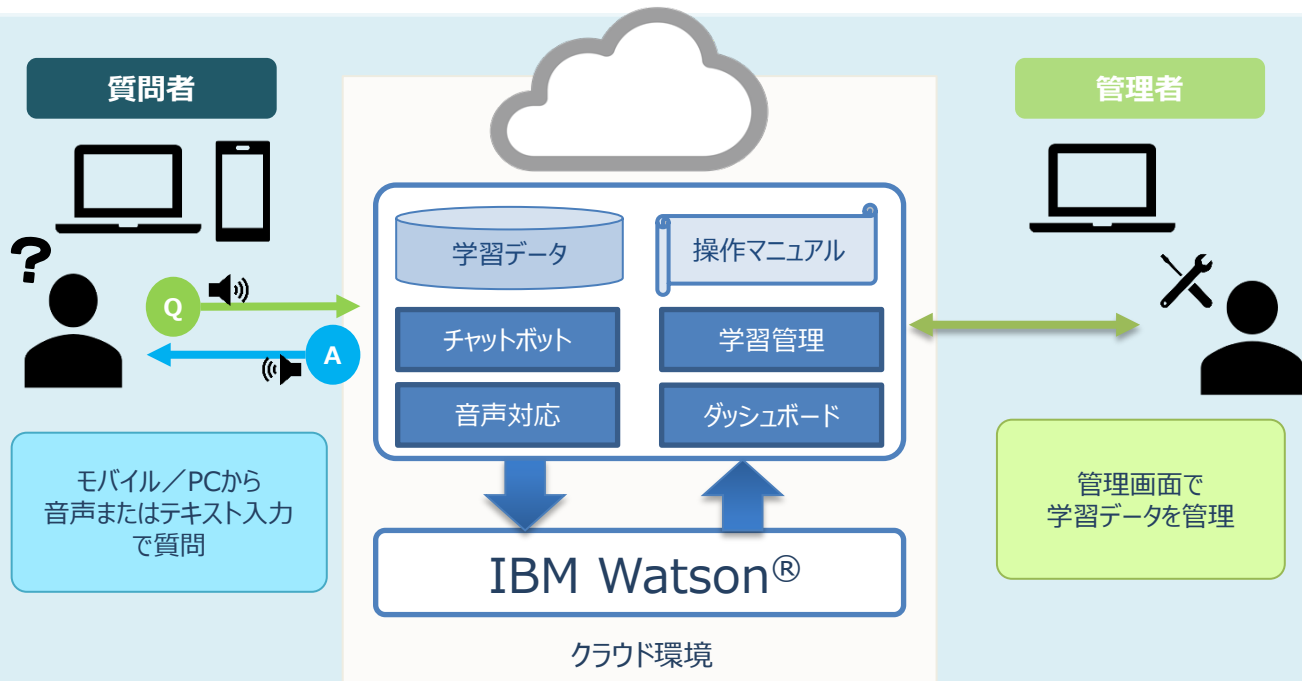 質問者
管理者
学習データ
操作マニュアル
?
Q
A
チャットボット
学習管理
音声対応
ダッシュボード
モバイル／PCから
音声またはテキスト入力
で質問
管理画面で
学習データを管理
IBM Watson®
クラウド環境